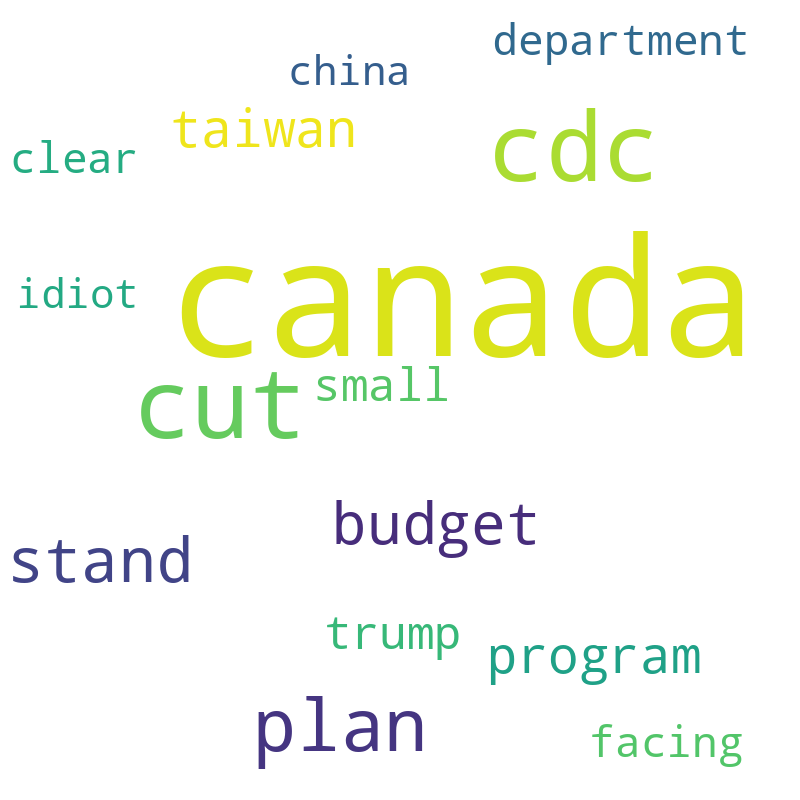 department
china
taiwan
cdc
clear
canada
idiot
cut
small
budget
stand
trump
program
plan
facing